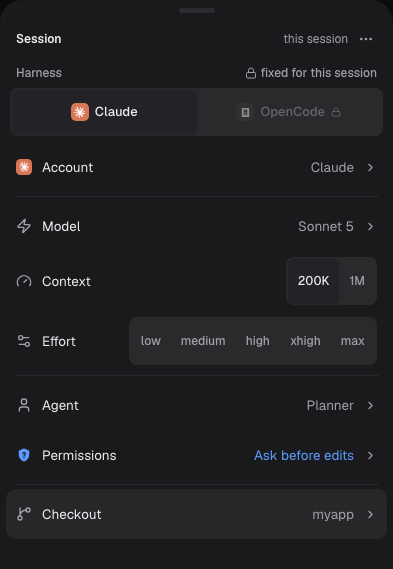 Session this session
Harness fixed for this session
Claude OpenCode
Account Claude
Model Sonnet 5
Context 200K 1M
Effort low medium high xhigh max
Agent Planner
Permissions Ask before edits
Checkout myapp